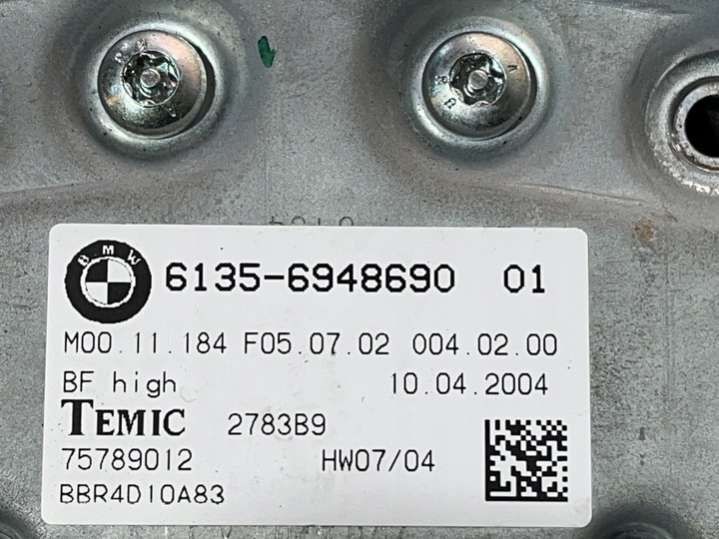 BMW 6135-6948690 01
M00.11.184 F05.07.02 004.02.00
BF high 10.04.2004
TEMIC 2783B9
75789012 HW07/04
BBR4D10A83